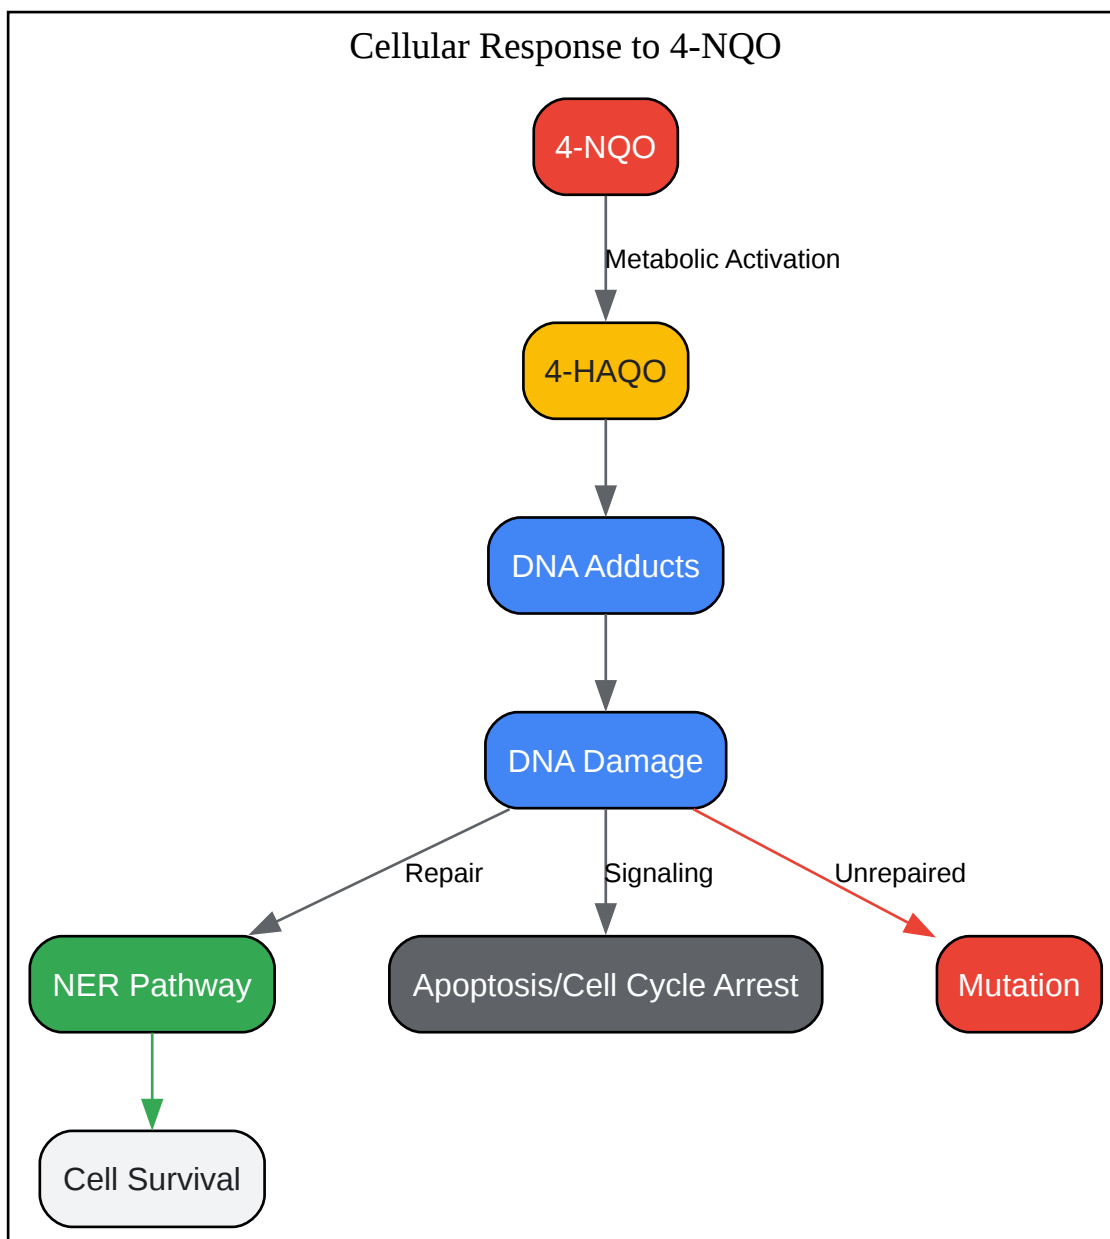 Cellular Response to 4-NQO
4-NQO
Metabolic Activation
4-HAQO
DNA Adducts
DNA Damage
Repair
Signaling
Unrepaired
NER Pathway
Apoptosis/Cell Cycle Arrest
Mutation
Cell Survival